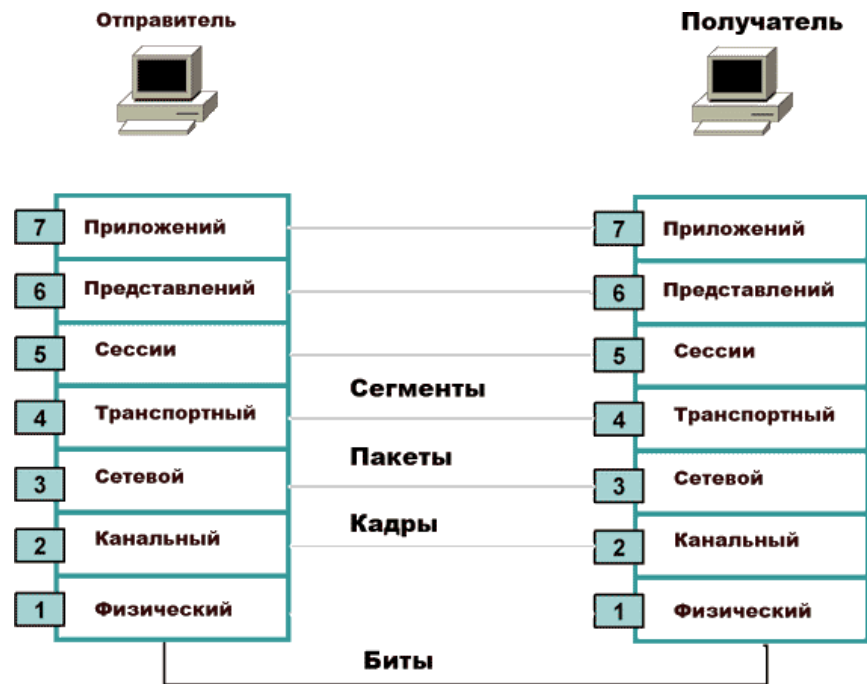 Отправитель
Получатель
7 Приложений
7 Приложений
6 Представлений
6 Представлений
5 Сессии
5 Сессии
Сегменты
4 Транспортный
4 Транспортный
Пакеты
3 Сетевой
3 Сетевой
Кадры
2 Канальный
2 Канальный
1 Физический
1 Физический
Биты